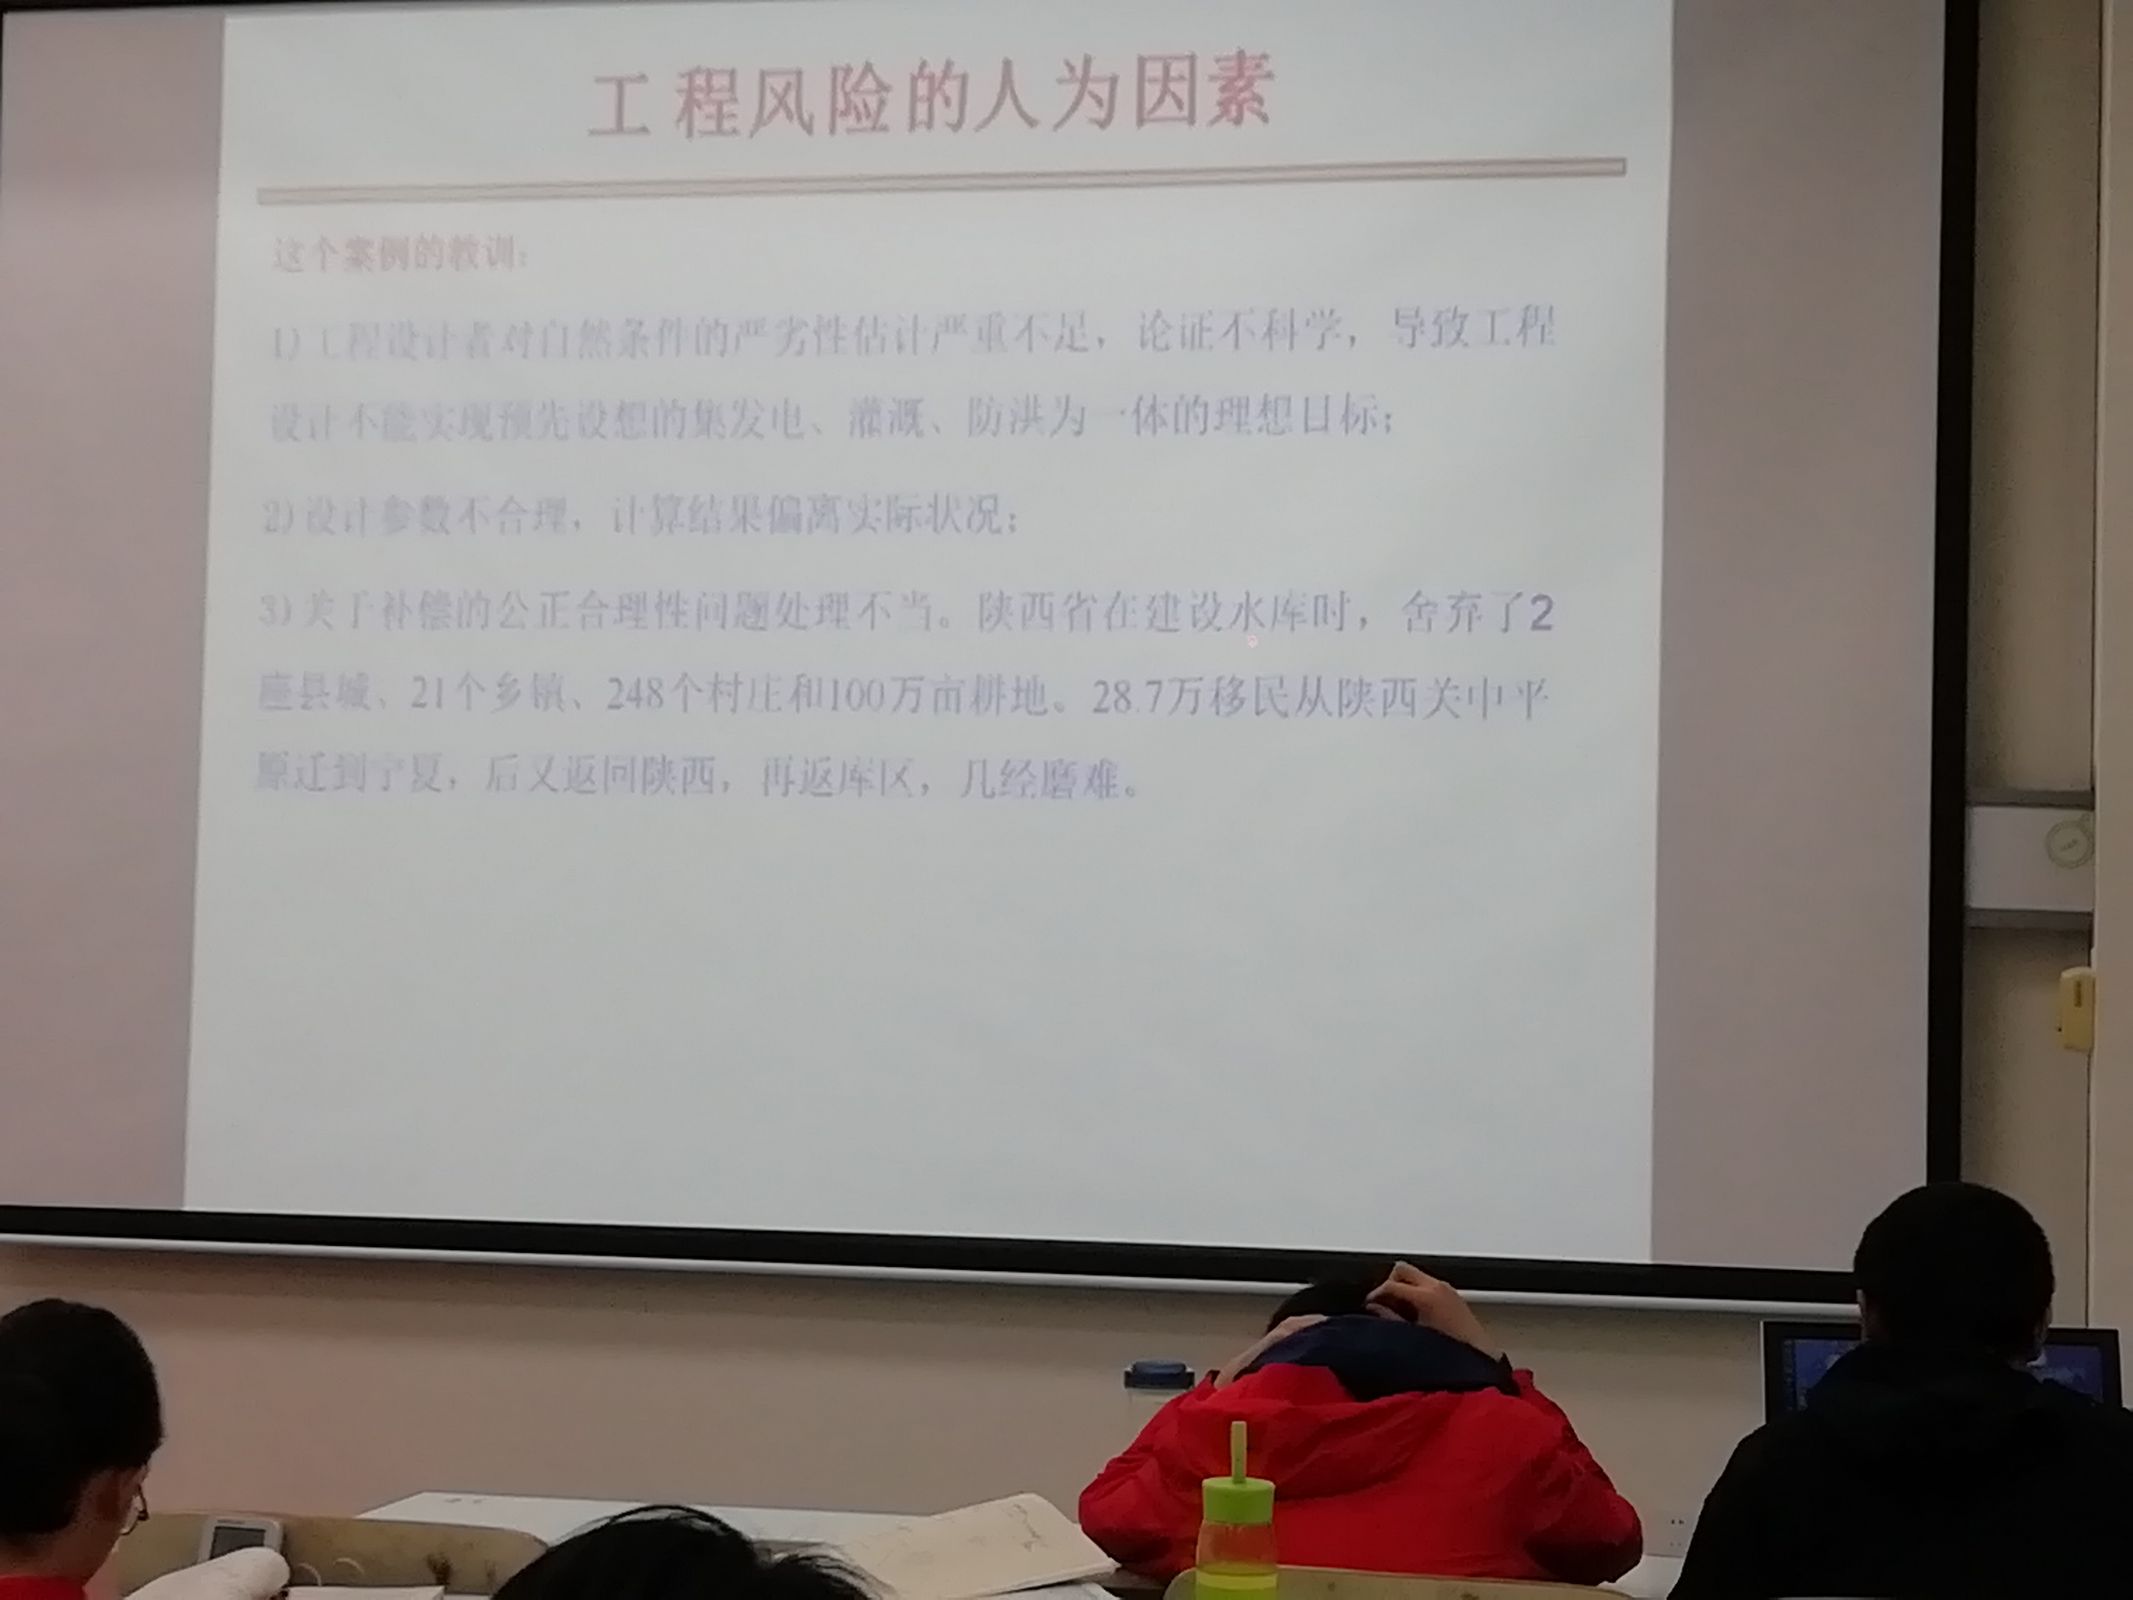 工程风险的人为因素
这个案例的教训：
1) 工程设计者对自然条件的严劣性估计严重不足，论证不科学，导致工程
设计不能实现预先设想的集发电、灌溉、防洪为一体的理想目标；
2) 设计参数不合理，计算结果偏离实际状况；
3) 关于补偿的公正合理性问题处理不当。陕西省在建设水库时，舍弃了2
座县城、21个乡镇、248个村庄和100万亩耕地。28.7万移民从陕西关中平
原迁到宁夏，后又返回陕西，再返库区，几经磨难。